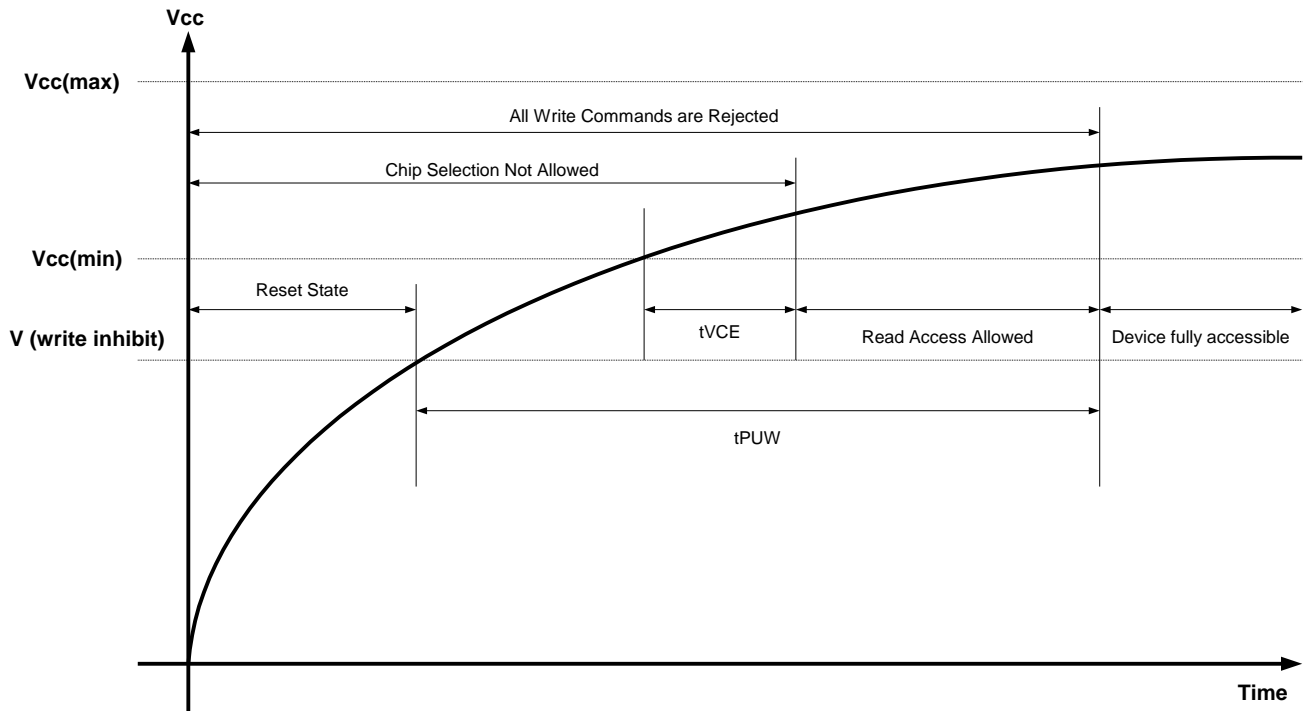 Vcc
Vcc(max)
All Write Commands are Rejected
Chip Selection Not Allowed
Vcc(min)
Reset State
V (write inhibit)
tVCE
Read Access Allowed
Device fully accessible
tPUW
Time